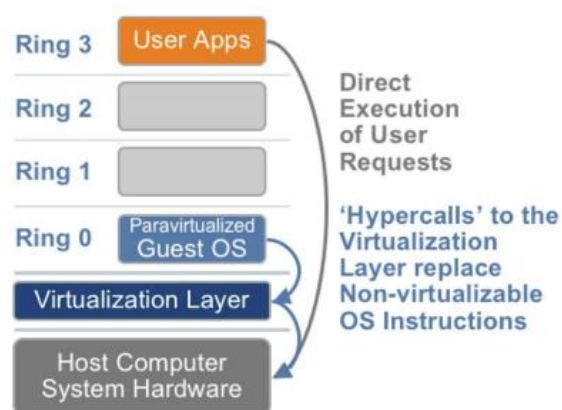 Ring 3
User Apps
Ring 2
Ring 1
Ring 0
Paravirtualized
Guest OS
Virtualization Layer
Host Computer
System Hardware
Direct
Execution
of User
Requests
‘Hypercalls’ to the
Virtualization
Layer replace
Non-virtualizable
OS Instructions